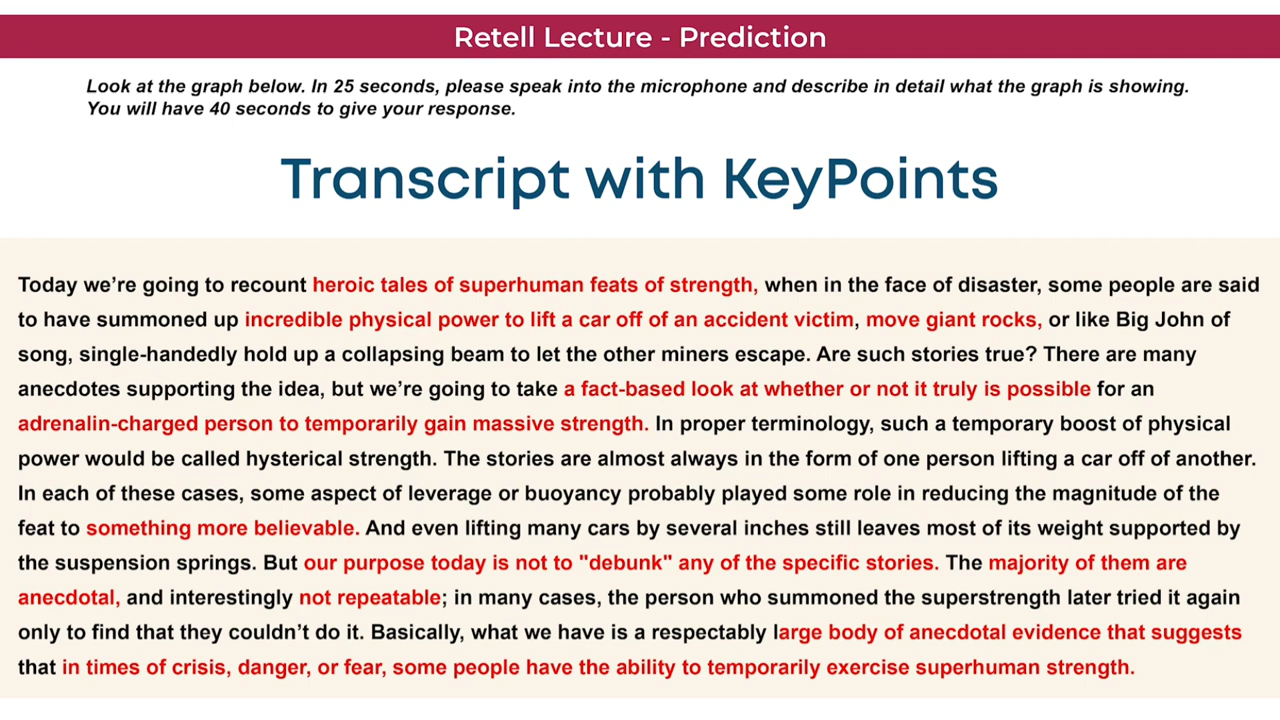 Retell Lecture - Prediction
Look at the graph below. In 25 seconds, please speak into the microphone and describe in detail what the graph is showing.
You will have 40 seconds to give your response.
Transcript with KeyPoints
Today we're going to recount heroic tales of superhuman feats of strength, when in the face of disaster, some people are said
to have summoned up incredible physical power to lift a car off of an accident victim, move giant rocks, or like Big John of
song, single-handedly hold up a collapsing beam to let the other miners escape. Are such stories true? There are many
anecdotes supporting the idea, but we're going to take a fact-based look at whether or not it truly is possible for an
adrenalin-charged person to temporarily gain massive strength. In proper terminology, such a temporary boost of physical
power would be called hysterical strength. The stories are almost always in the form of one person lifting a car off of another.
In each of these cases, some aspect of leverage or buoyancy probably played some role in reducing the magnitude of the
feat to something more believable. And even lifting many cars by several inches still leaves most of its weight supported by
the suspension springs. But our purpose today is not to "debunk" any of the specific stories. The majority of them are
anecdotal, and interestingly not repeatable; in many cases, the person who summoned the superstrength later tried it again
only to find that they couldn't do it. Basically, what we have is a respectably large body of anecdotal evidence that suggests
that in times of crisis, danger, or fear, some people have the ability to temporarily exercise superhuman strength.